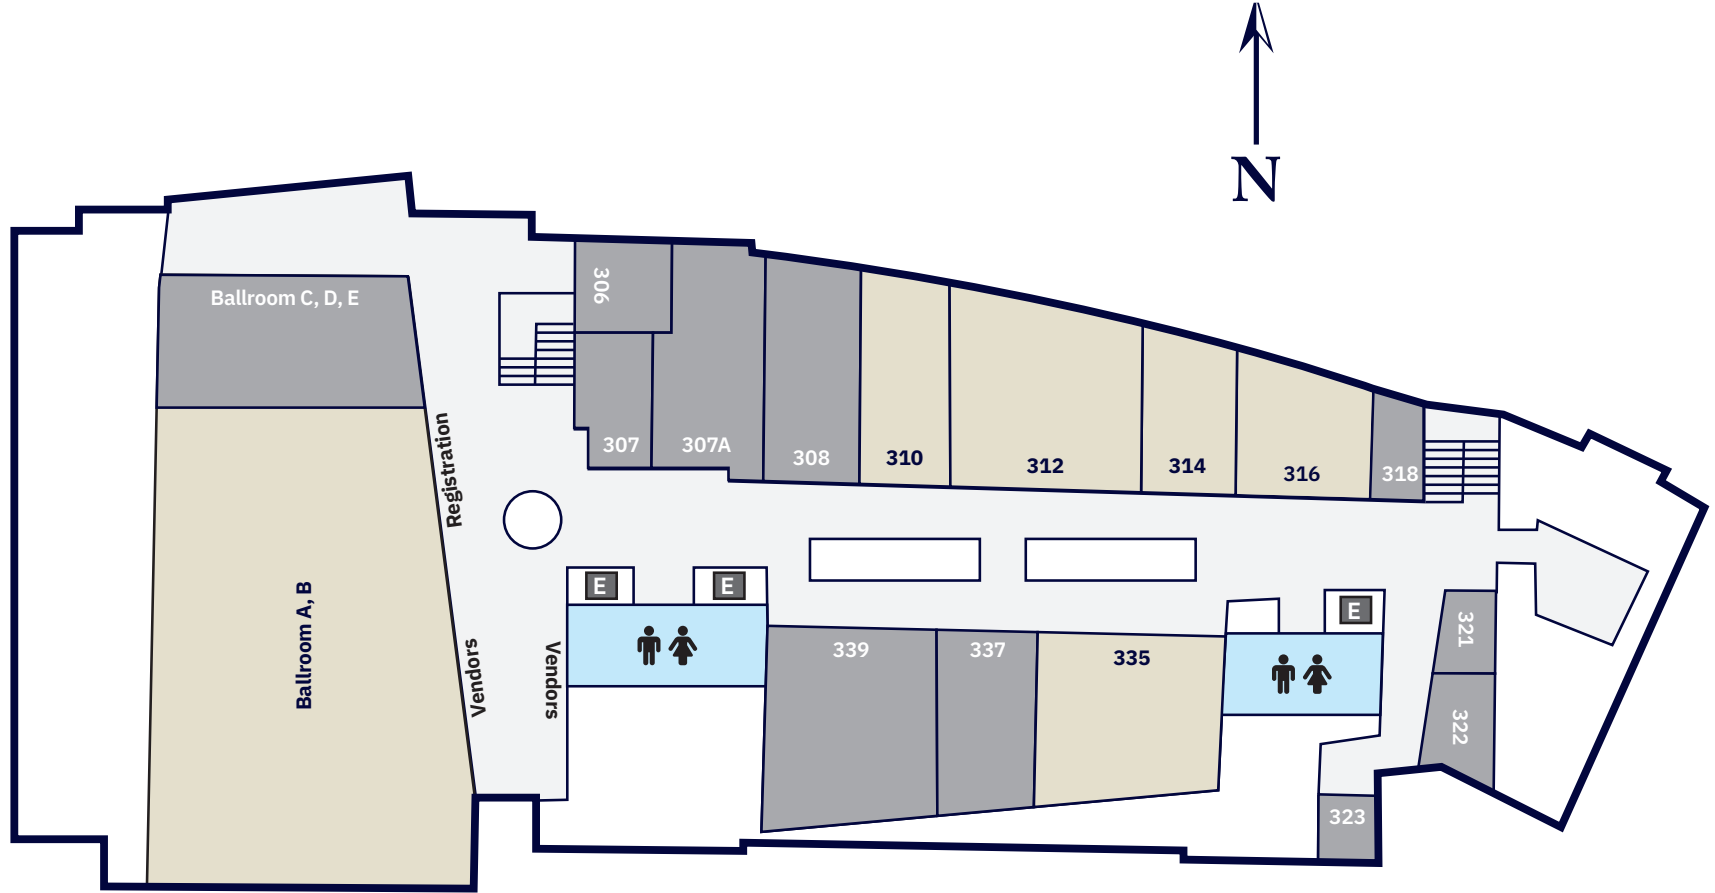 N
Ballroom C, D, E
306
307
307A
308
310
312
314
316
318
Registration
Ballroom A, B
Vendors
Vendors
E
E
E
339
337
335
321
322
323